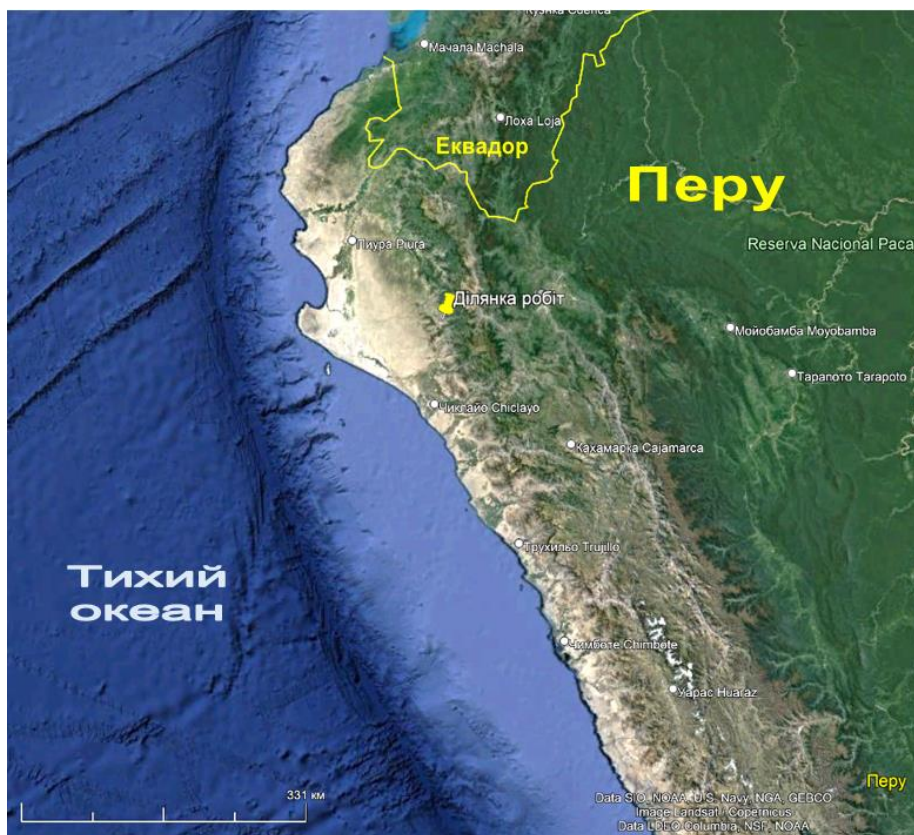 Куэнка Cuenca
Мачала Machala
Лоха Loja
Еквадор
Перу
Пиура Piura
Reserva Nacional Paca
Ділянка робіт
Мойобамба Moyobamba
Тарапото Tarapoto
Чиклайо Chiclayo
Кахамарка Cajamarca
Трухильо Trujillo
Тихий
океан
Чимботе Chimbote
Уарас Huaraz
Перу
331 км
Data SIO, NOAA, U.S. Navy, NGA, GEBCO
Image Landsat / Copernicus
Data LDEO Columbia, NSF, NOAA